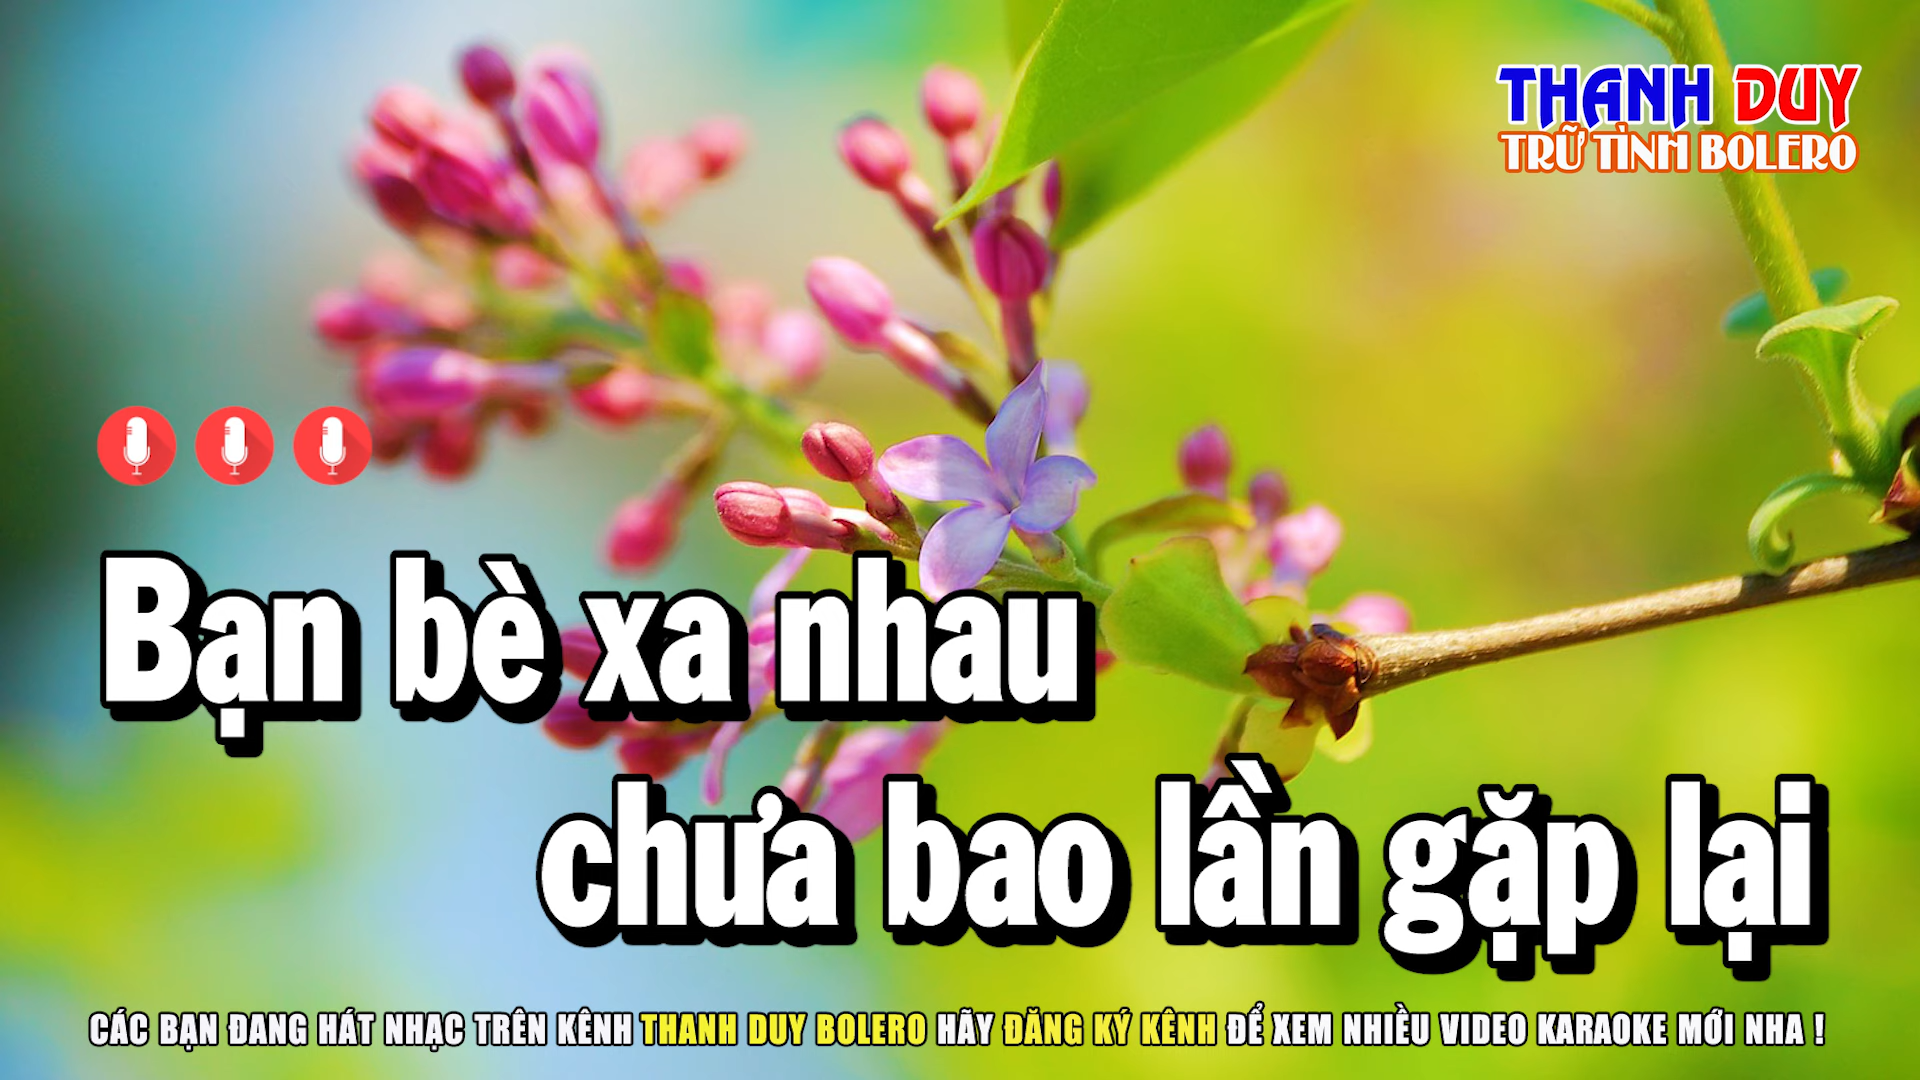 THANH DUY
TRỮ TÌNH BOLERO
Bạn bè xa nhau
chưa bao lần gặp lại
CÁC BẠN ĐANG HÁT NHẠC TRÊN KÊNH THANH DUY BOLERO HÃY ĐĂNG KÝ KÊNH ĐỂ XEM NHIỀU VIDEO KARAOKE MỚI NHA !